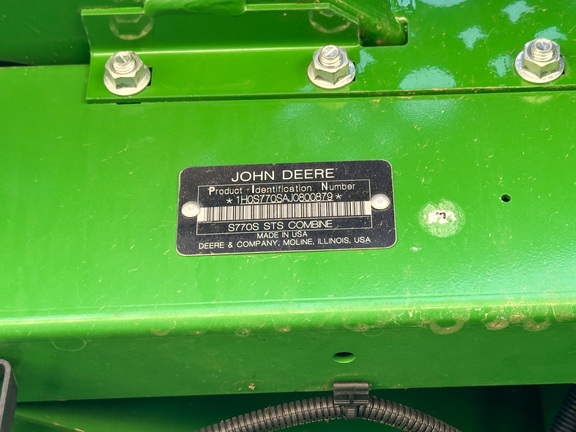 JOHN DEERE
Product Identification Number
*1H0S770SAJ0800879*
S770S STS COMBINE
MADE IN USA
DEERE & COMPANY, MOLINE, ILLINOIS, USA